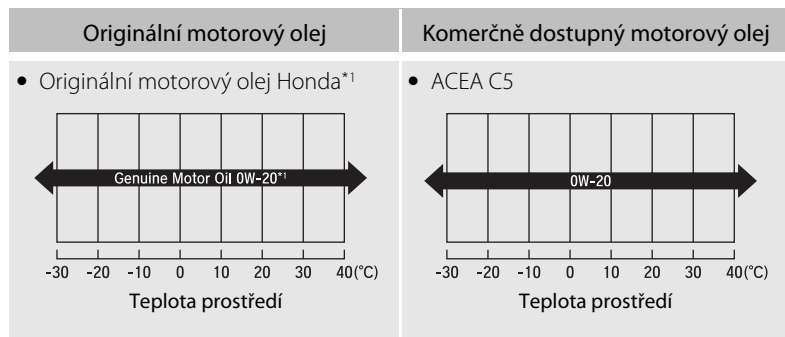 Originální motorový olej
Komerčně dostupný motorový olej
• Originální motorový olej Honda*1
Genuine Motor Oil 0W-20*1
-30 -20 -10 0 10 20 30 40(°C)
Teplota prostředí
• ACEA C5
0W-20
-30 -20 -10 0 10 20 30 40(°C)
Teplota prostředí